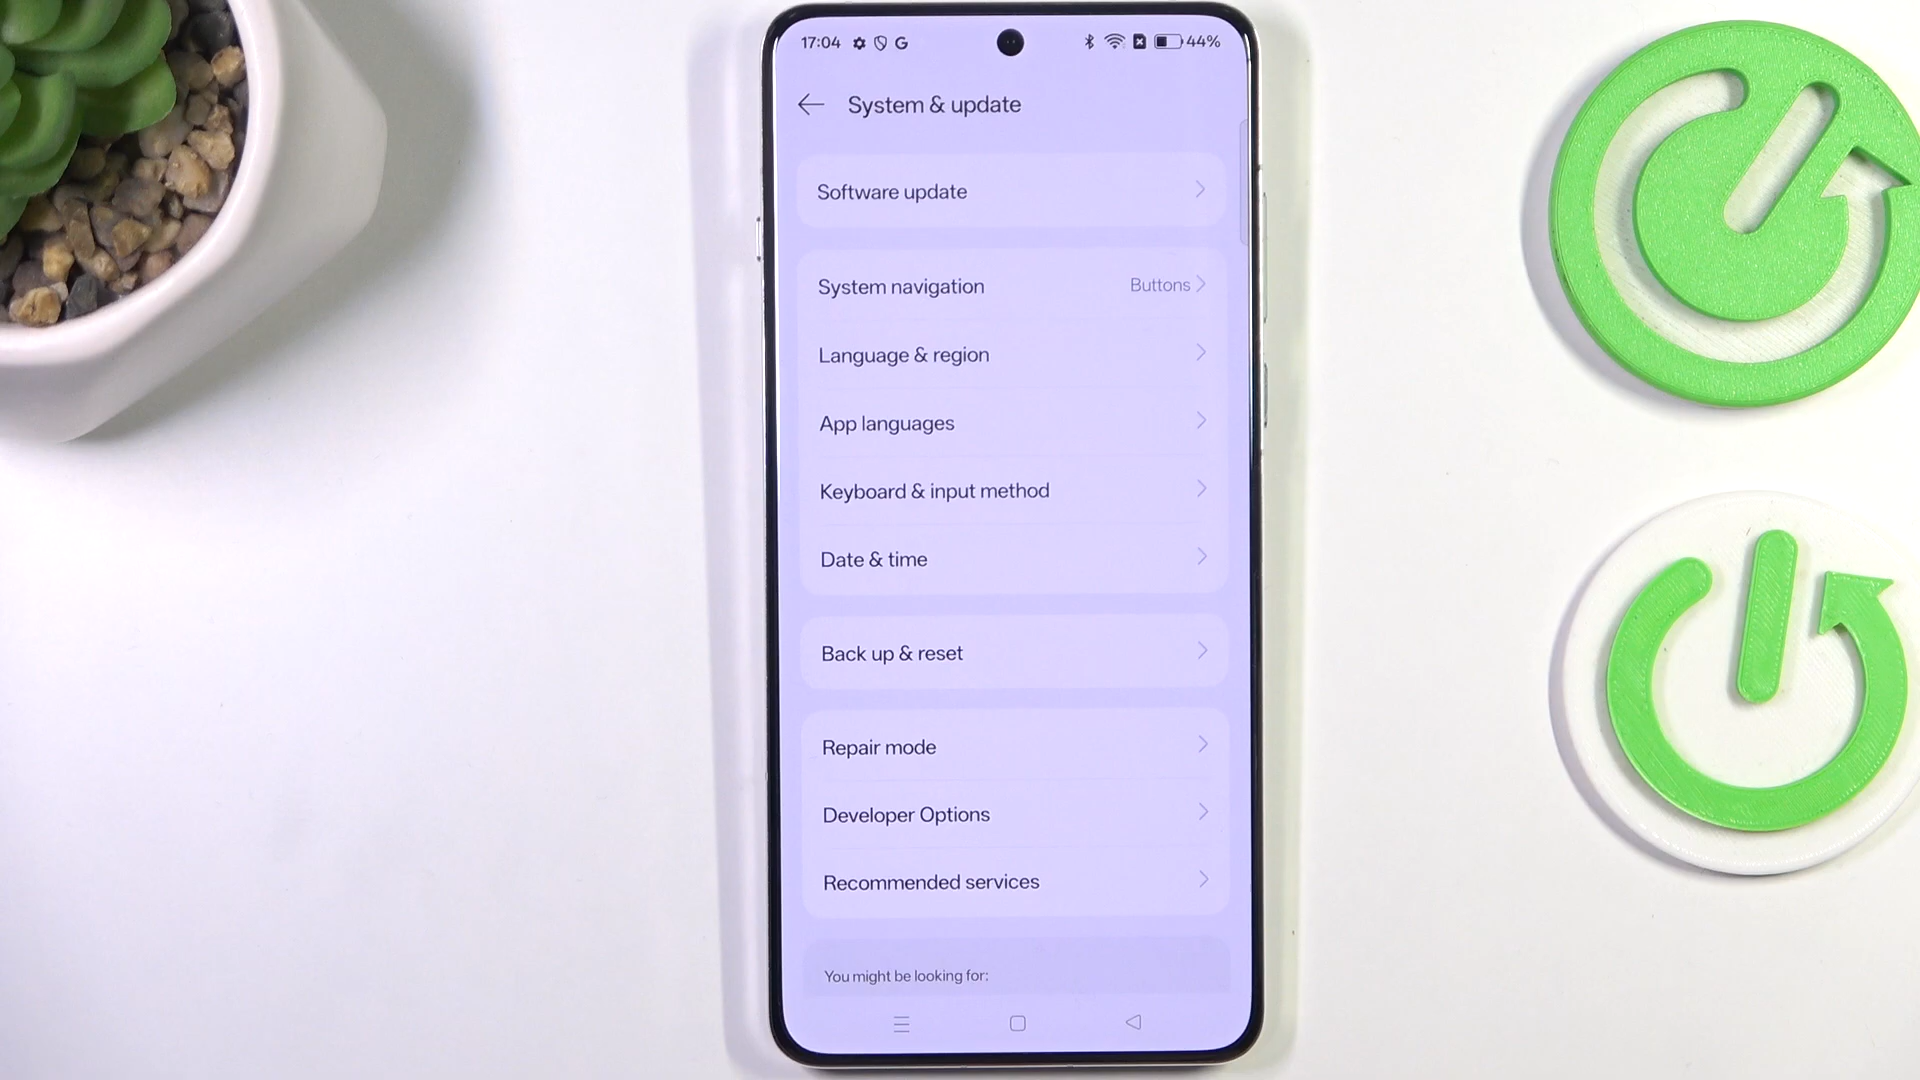 17:04 G 44%
System & update
Software update
System navigation Buttons
Language & region
App languages
Keyboard & input method
Date & time
Back up & reset
Repair mode
Developer Options
Recommended services
You might be looking for: